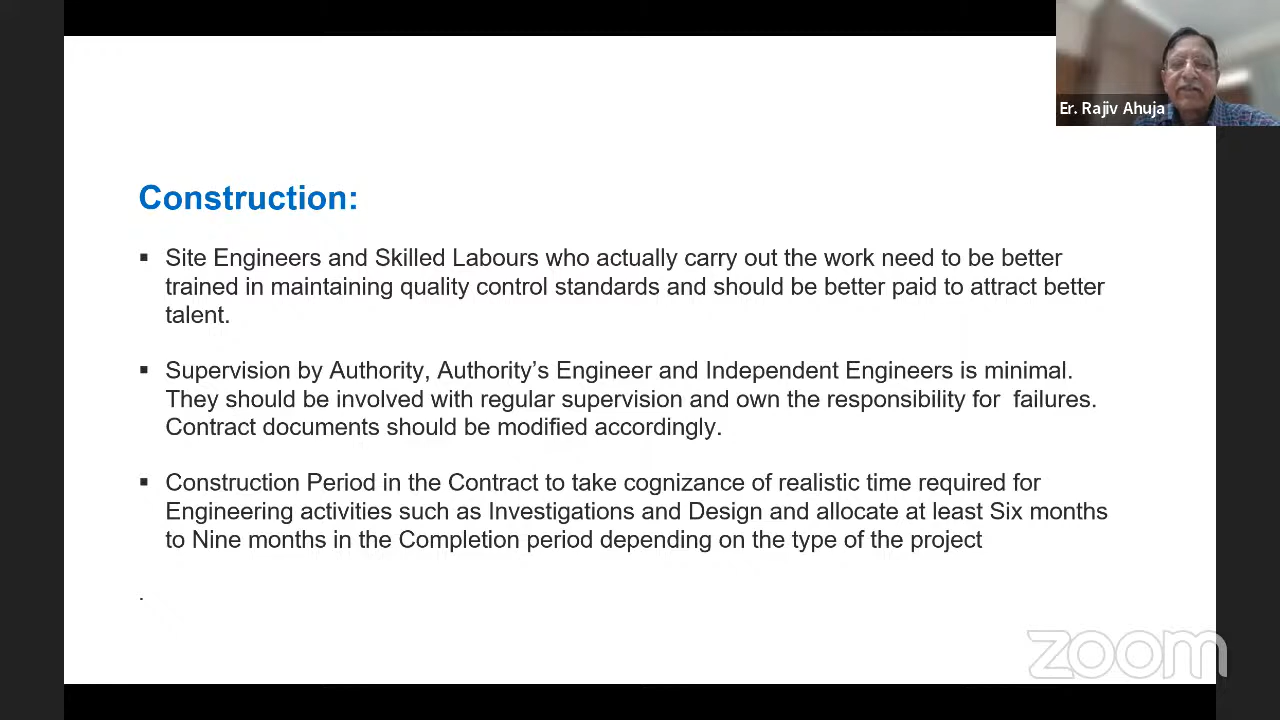 Er. Rajiv Ahuja
Construction:
▪ Site Engineers and Skilled Labours who actually carry out the work need to be better
trained in maintaining quality control standards and should be better paid to attract better
talent.
▪ Supervision by Authority, Authority’s Engineer and Independent Engineers is minimal.
They should be involved with regular supervision and own the responsibility for  failures.
Contract documents should be modified accordingly.
▪ Construction Period in the Contract to take cognizance of realistic time required for
Engineering activities such as Investigations and Design and allocate at least Six months
to Nine months in the Completion period depending on the type of the project
.
zoom